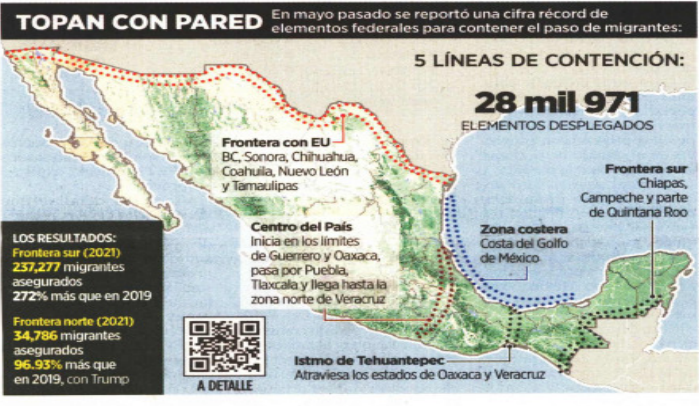 TOPAN CON PARED
En mayo pasado se reportó una cifra récord de
elementos federales para contener el paso de migrantes:
5 LÍNEAS DE CONTENCIÓN:
28 mil 971
ELEMENTOS DESPLEGADOS
Frontera con EU
BC, Sonora, Chihuahua,
Coahuila, Nuevo León
y Tamaulipas
Frontera sur
Chiapas,
Campeche y parte
de Quintana Roo
Centro del País
Inicia en los límites
de Guerrero y Oaxaca,
pasa por Puebla,
Tlaxcala y llega hasta la
zona norte de Veracruz
Zona costera
Costa del Golfo
de México
LOS RESULTADOS:
Frontera sur (2021)
237,277 migrantes
asegurados
272% más que en 2019
Frontera norte (2021)
34,786 migrantes
asegurados
96.93% más que
en 2019, con Trump
A DETALLE
Istmo de Tehuantepec
Atraviesa los estados de Oaxaca y Veracruz